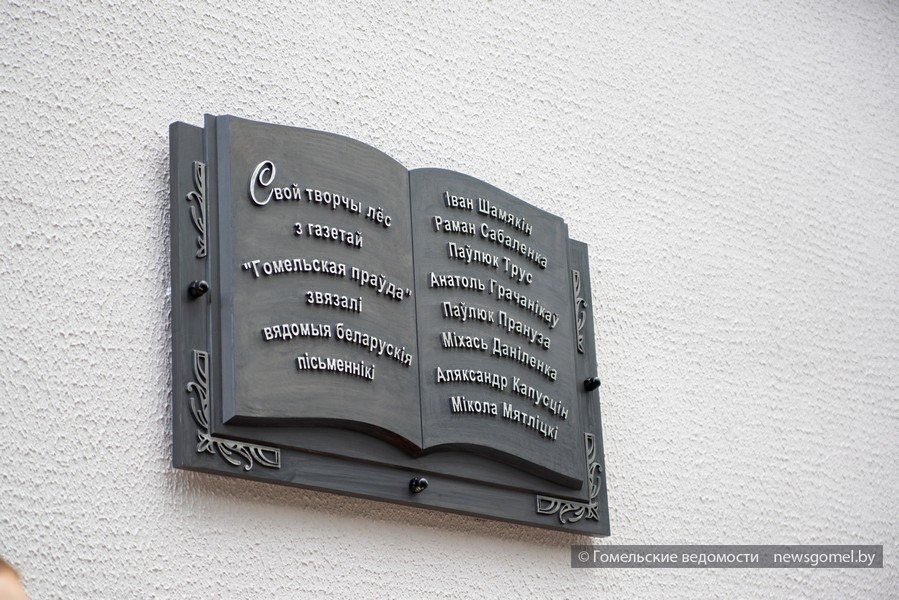 Свой творчы лёс
з газетай
"Гомельская праўда"
звязалі
вядомыя беларускія
пісьменнікі
Іван Шамякін
Раман Сабаленка
Паўлюк Трус
Анатоль Грачанікаў
Паўлюк Прануза
Міхась Даніленка
Аляксандр Капусцін
Мікола Мятліцкі
© Гомельские ведомости newsgomel.by